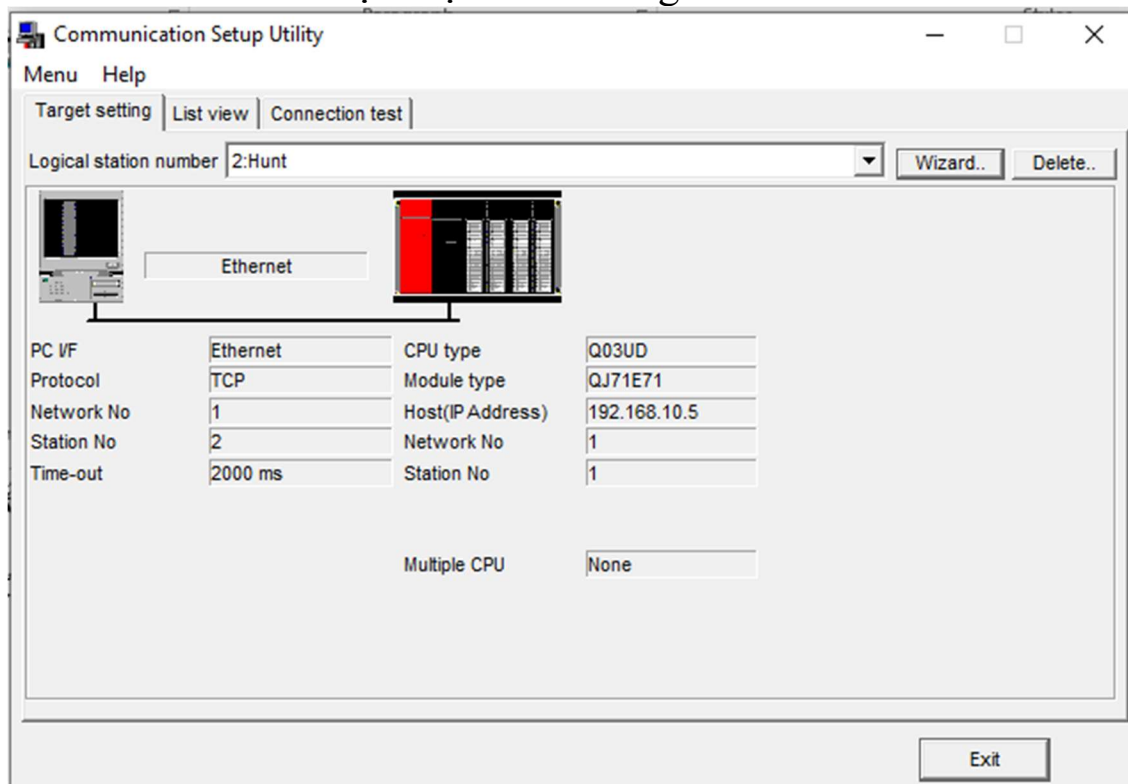 Communication Setup Utility
Menu Help
Target setting List view Connection test
Logical station number 2:Hunt Wizard.. Delete..
Ethernet
PC I/F Ethernet CPU type Q03UD
Protocol TCP Module type QJ71E71
Network No 1 Host(IP Address) 192.168.10.5
Station No 2 Network No 1
Time-out 2000 ms Station No 1
Multiple CPU None
Exit